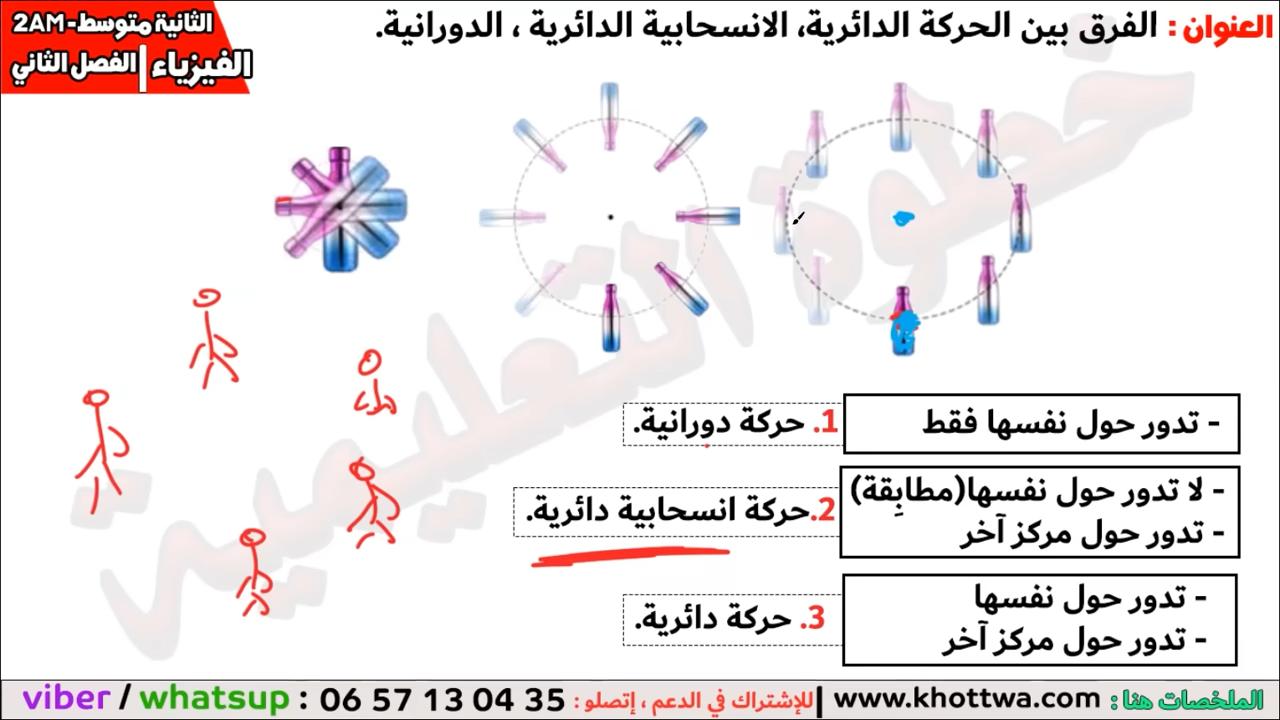 العنوان : الفرق بين الحركة الدائرية، الانسحابية الدائرية ، الدورانية.
الثانية متوسط-2AM
الفيزياء | الفصل الثاني
خطوة التعليمية
- تدور حول نفسها فقط
1. حركة دورانية.
- لا تدور حول نفسها(مطابِقة)
- تدور حول مركز آخر
2.حركة انسحابية دائرية.
- تدور حول نفسها
- تدور حول مركز آخر
3. حركة دائرية.
الملخصات هنا : www.khottwa.com | للإشتراك في الدعم ، إتصلو : viber / whatsup : 06 57 13 04 35